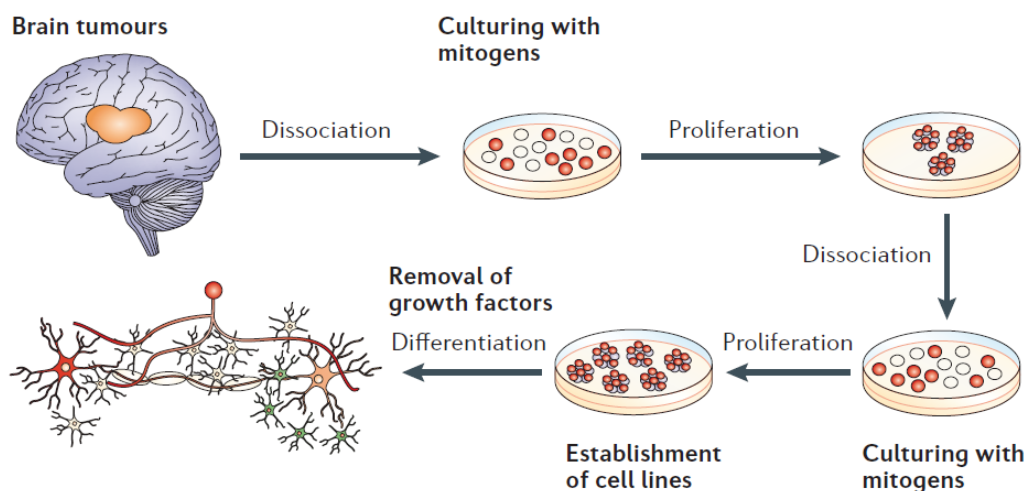 Brain tumours
Culturing with
mitogens
Dissociation
Proliferation
Dissociation
Removal of
growth factors
Differentiation
Proliferation
Establishment
of cell lines
Culturing with
mitogens